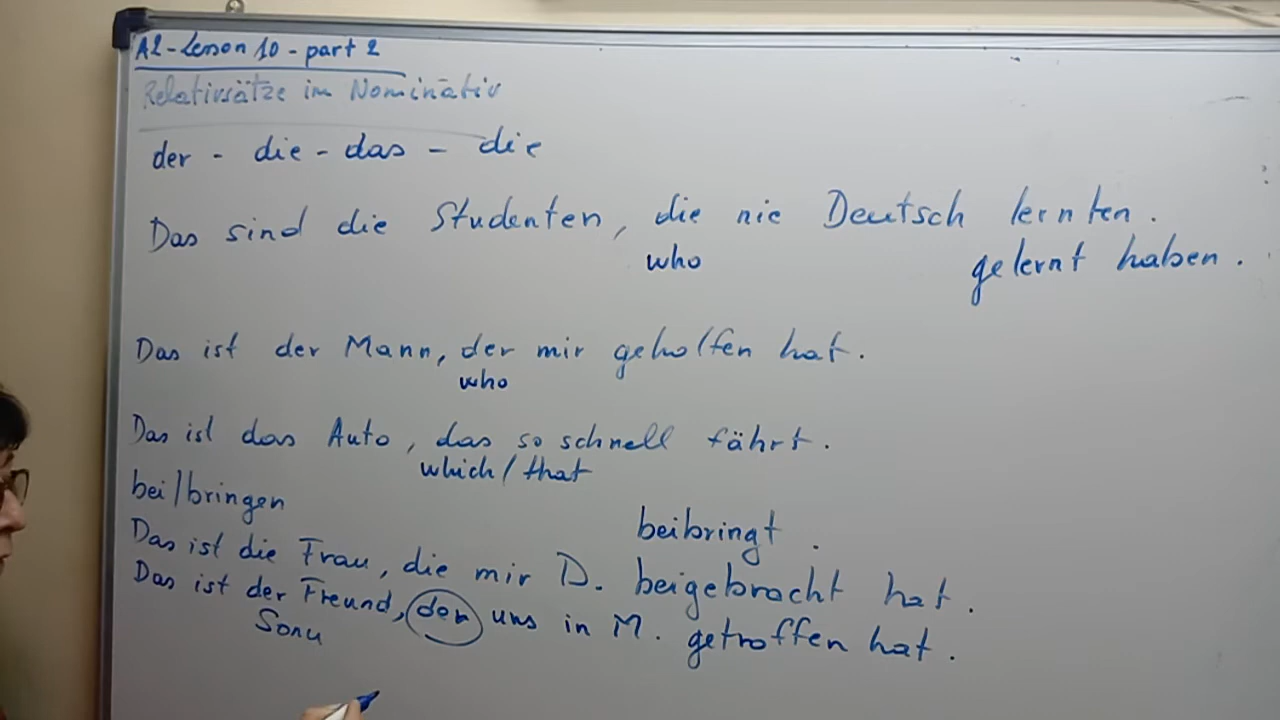 A2 - Lesson 10 - part 2
Relativsätze im Nominativ
der - die - das - die
Das sind die Studenten, die nie Deutsch lernten.
who gelernt haben.
Das ist der Mann, der mir geholfen hat.
who
Das ist das Auto, das so schnell fährt.
which / that
bei/bringen
beibringt.
Das ist die Frau, die mir D. beigebracht hat.
Das ist der Freund, der uns in M. getroffen hat.
Sonu